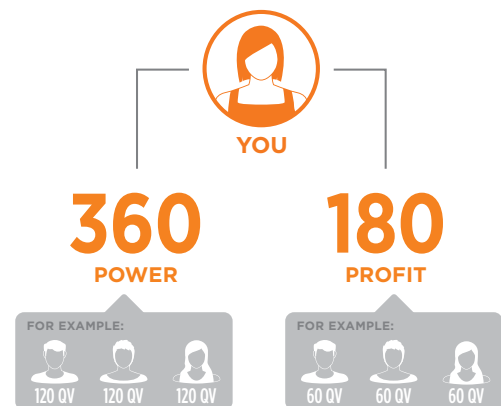 YOU
360
POWER
180
PROFIT
FOR EXAMPLE:
120 QV 120 QV 120 QV
FOR EXAMPLE:
60 QV 60 QV 60 QV